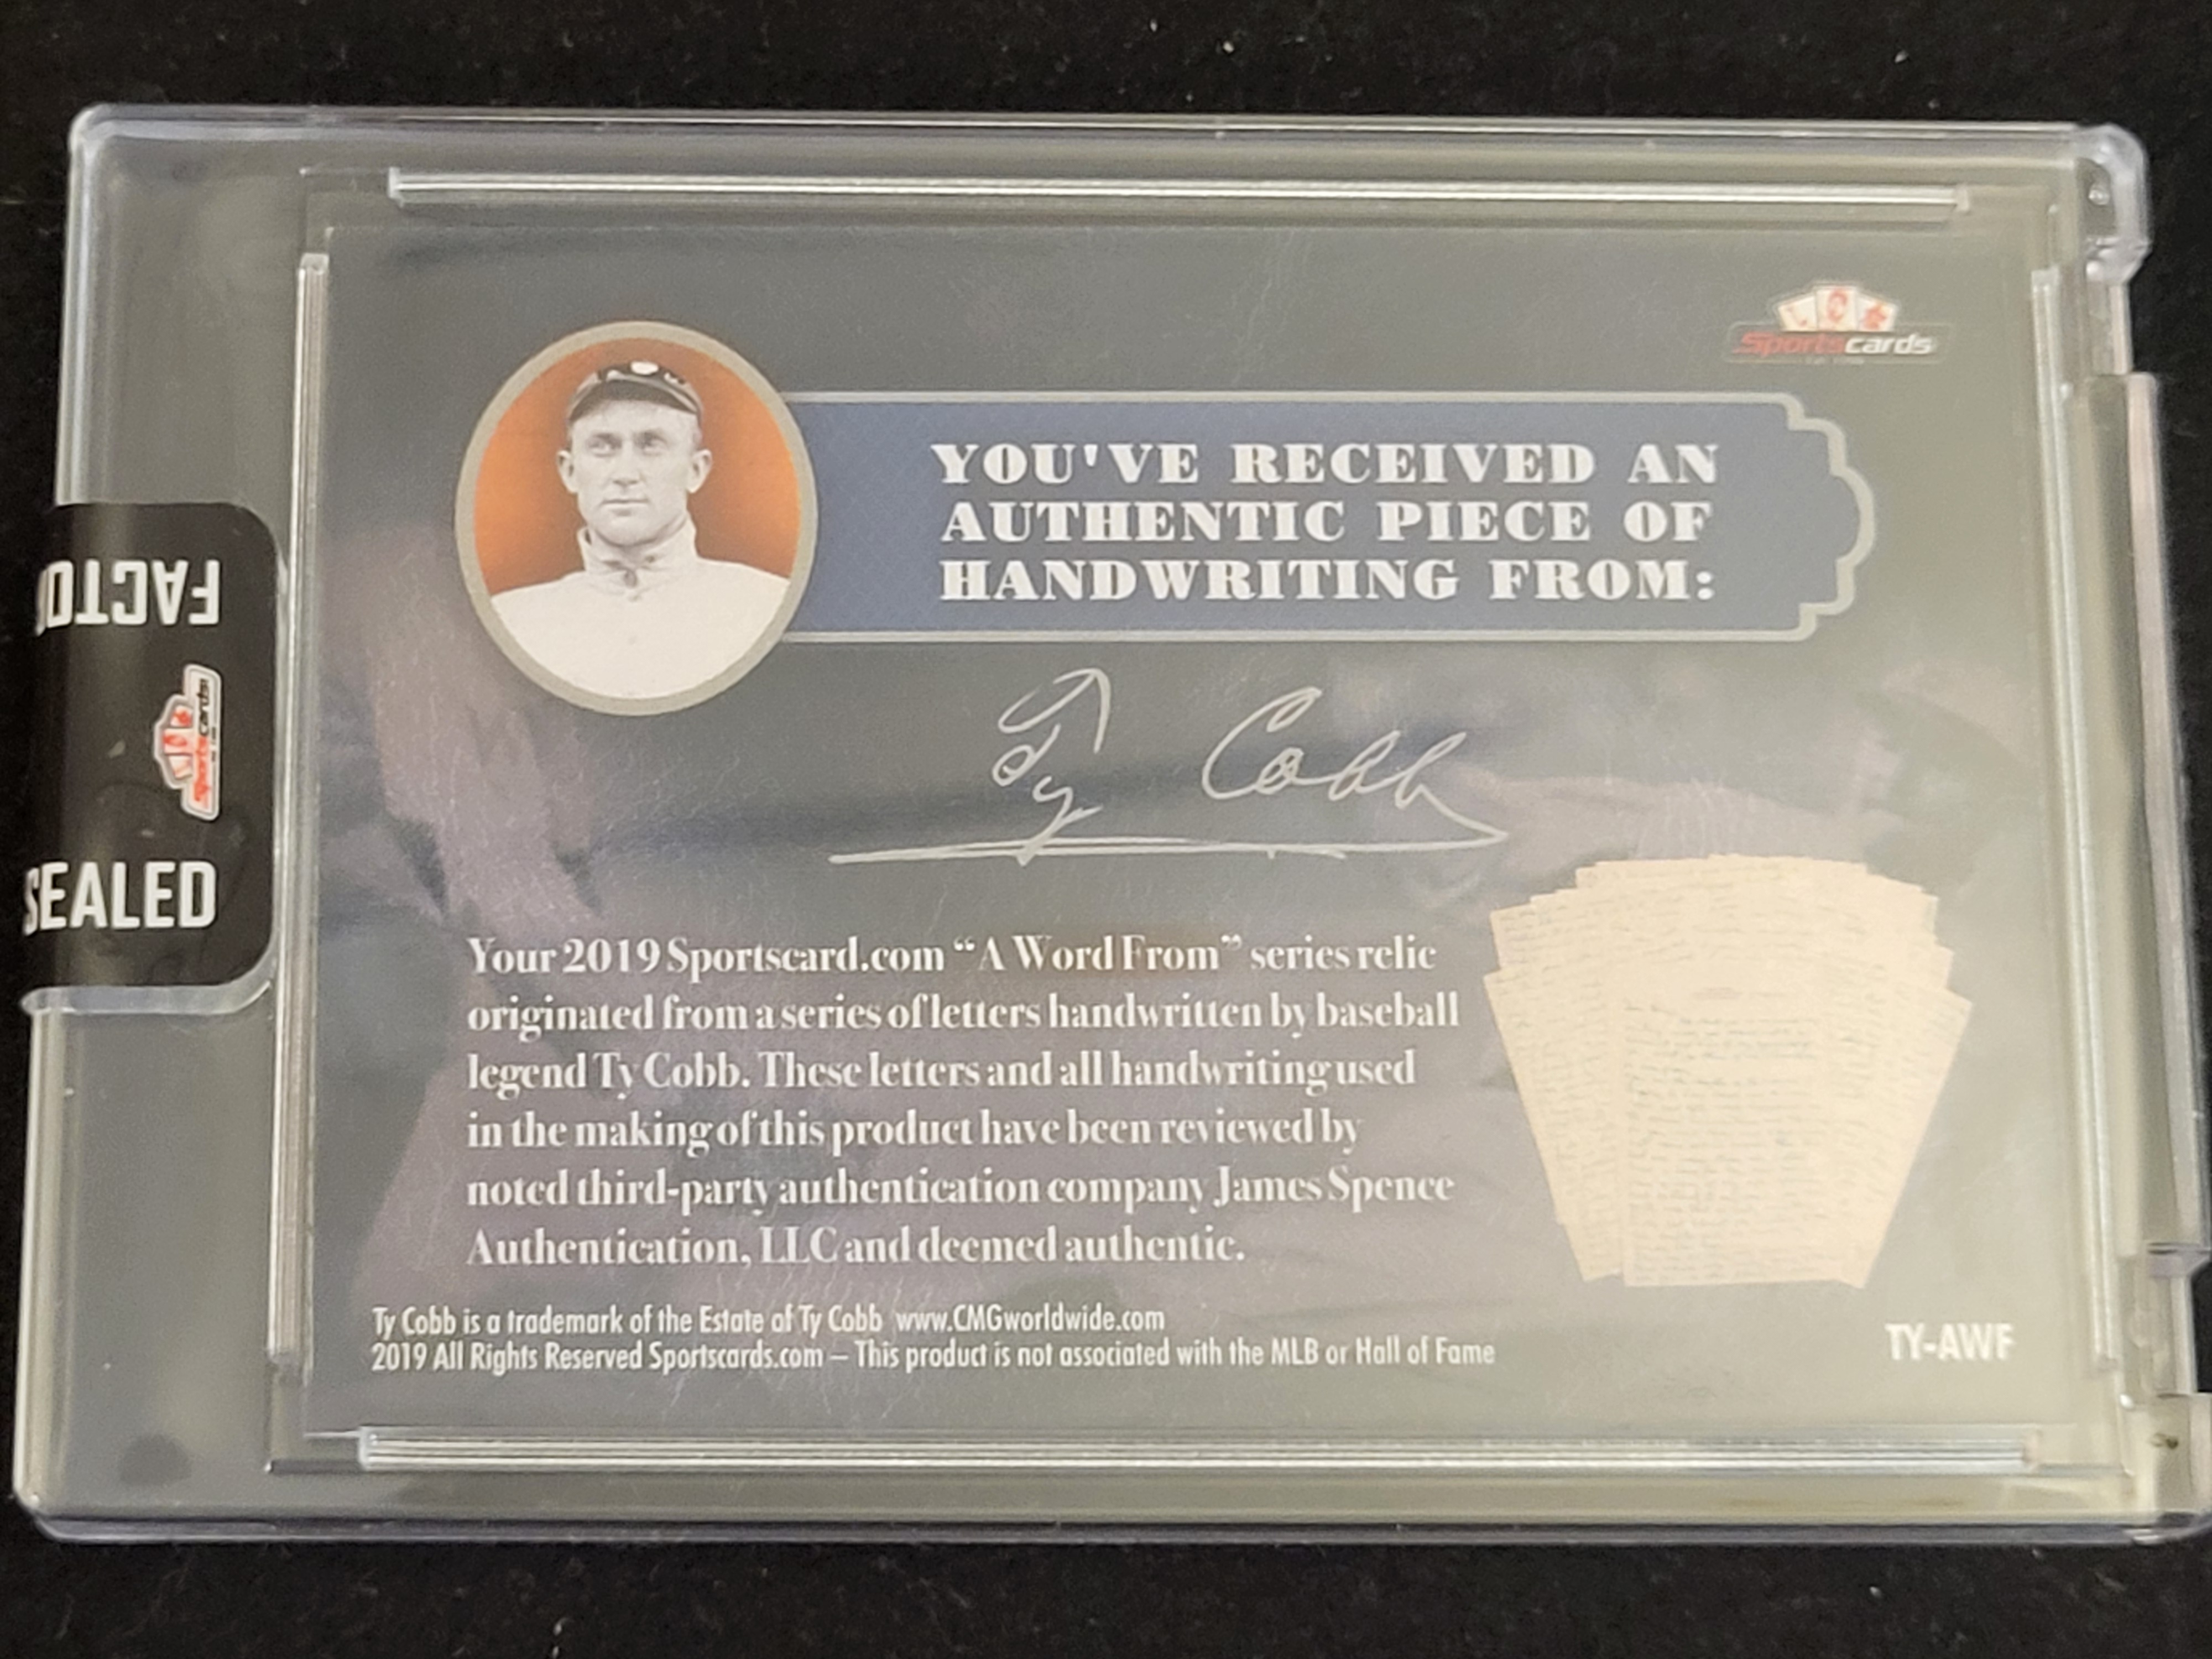 Sportscards
YOU'VE RECEIVED AN
AUTHENTIC PIECE OF
HANDWRITING FROM:
Ty Cobb
FACTO
Sportscards
SEALED
Your 2019 Sportscard.com “A Word From” series relic
originated from a series of letters handwritten by baseball
legend Ty Cobb. These letters and all handwriting used
in the making of this product have been reviewed by
noted third-party authentication company James Spence
Authentication, LLC and deemed authentic.
Ty Cobb is a trademark of the Estate of Ty Cobb www.CMGworldwide.com
2019 All Rights Reserved Sportscards.com – This product is not associated with the MLB or Hall of Fame
TY-AWF